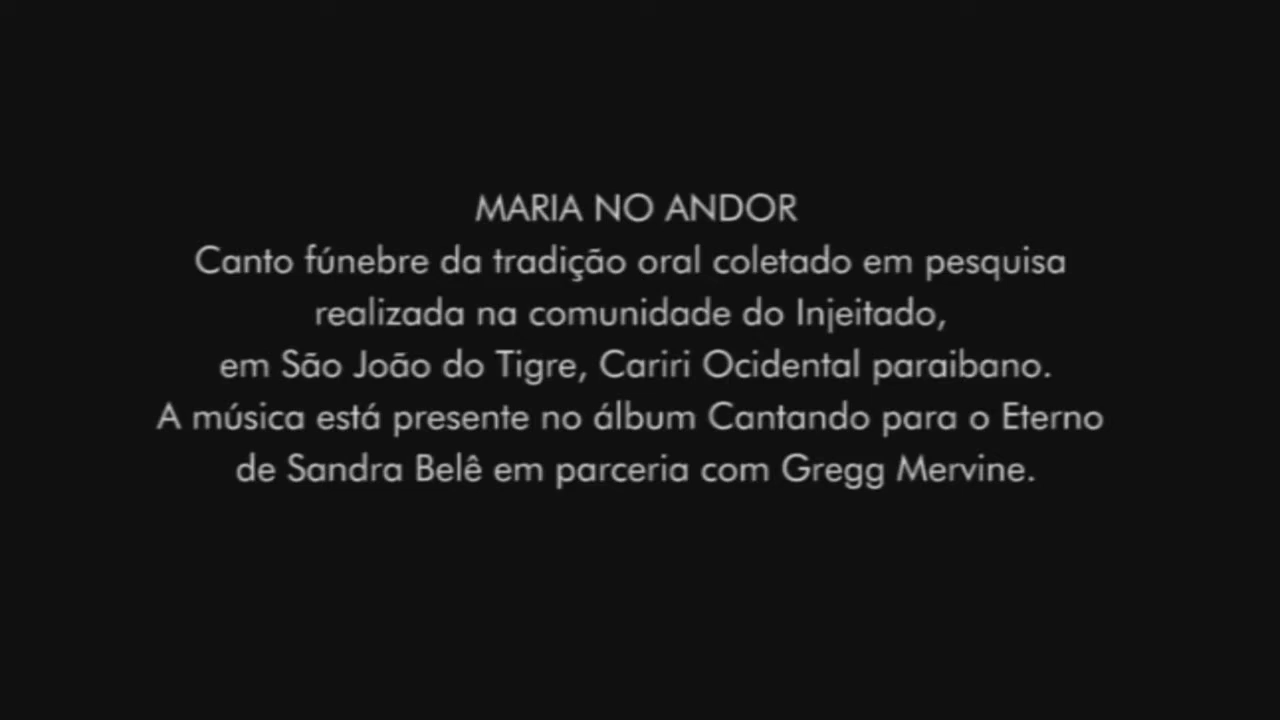 MARIA NO ANDOR
Canto fúnebre da tradição oral coletado em pesquisa
realizada na comunidade do Injeitado,
em São João do Tigre, Cariri Ocidental paraibano.
A música está presente no álbum Cantando para o Eterno
de Sandra Belê em parceria com Gregg Mervine.